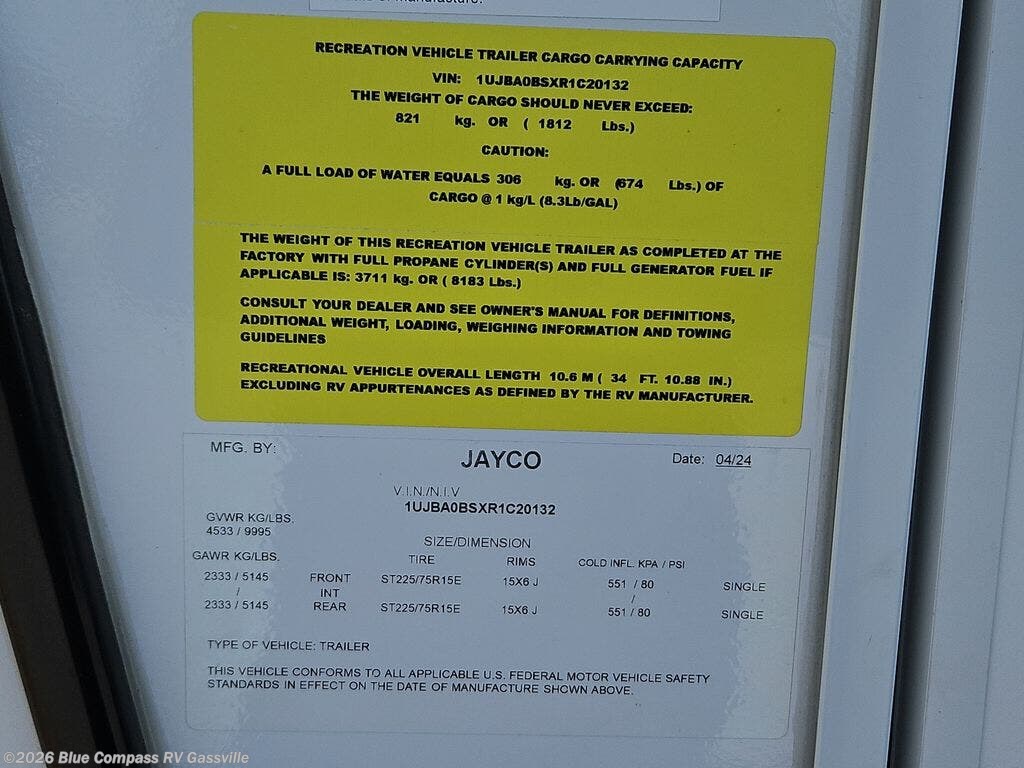 of manufacture.
RECREATION VEHICLE TRAILER CARGO CARRYING CAPACITY
VIN: 1UJBA0BSXR1C20132
THE WEIGHT OF CARGO SHOULD NEVER EXCEED:
821 kg. OR ( 1812 Lbs.)
CAUTION:
A FULL LOAD OF WATER EQUALS 306 kg. OR (674 Lbs.) OF
CARGO @ 1 kg/L (8.3Lb/GAL)
THE WEIGHT OF THIS RECREATION VEHICLE TRAILER AS COMPLETED AT THE
FACTORY WITH FULL PROPANE CYLINDER(S) AND FULL GENERATOR FUEL IF
APPLICABLE IS: 3711 kg. OR ( 8183 Lbs.)
CONSULT YOUR DEALER AND SEE OWNER'S MANUAL FOR DEFINITIONS,
ADDITIONAL WEIGHT, LOADING, WEIGHING INFORMATION AND TOWING
GUIDELINES
RECREATIONAL VEHICLE OVERALL LENGTH 10.6 M ( 34 FT. 10.88 IN.)
EXCLUDING RV APPURTENANCES AS DEFINED BY THE RV MANUFACTURER.
MFG. BY: JAYCO Date: 04/24
V.I.N./N.I.V
1UJBA0BSXR1C20132
GVWR KG/LBS.
4533 / 9995
SIZE/DIMENSION
GAWR KG/LBS. TIRE RIMS COLD INFL. KPA / PSI
2333 / 5145 FRONT ST225/75R15E 15X6 J 551 / 80 SINGLE
/ INT /
2333 / 5145 REAR ST225/75R15E 15X6 J 551 / 80 SINGLE
TYPE OF VEHICLE: TRAILER
THIS VEHICLE CONFORMS TO ALL APPLICABLE U.S. FEDERAL MOTOR VEHICLE SAFETY
STANDARDS IN EFFECT ON THE DATE OF MANUFACTURE SHOWN ABOVE.
©2026 Blue Compass RV Gassville